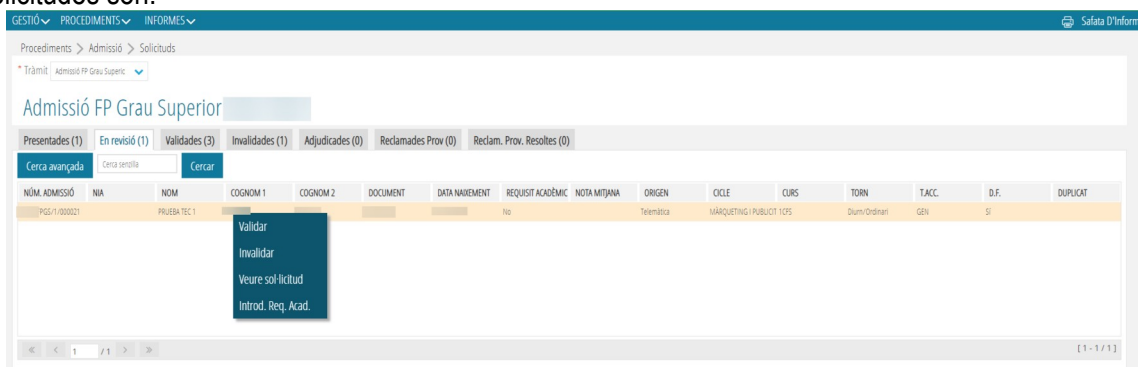 GESTIÓ PROCEDIMENTS INFORMES Safata D'Inform
Procediments > Admissió > Solicituds
* Tràmit Admissió FP Grau Superic
Admissió FP Grau Superior
Presentades (1) En revisió (1) Validades (3) Invalidades (1) Adjudicades (0) Reclamades Prov (0) Reclam. Prov. Resoltes (0)
Cerca avançada Cerca senzilla Cercar
NÚM. ADMISSIÓ NIA NOM COGNOM 1 COGNOM 2 DOCUMENT DATA NAIXEMENT REQUISIT ACADÈMIC NOTA MITJANA ORIGEN CICLE CURS TORN T.ACC. D.F. DUPLICAT
PGS/1/000021 PRUEBA TEC 1 No Telemàtica MÀRQUETING I PUBLICIT 1CFS Diurn/Ordinari GEN Sí
Validar
Invalidar
Veure sol·licitud
Introd. Req. Acad.
« < 1 / 1 > » [ 1 - 1 / 1 ]